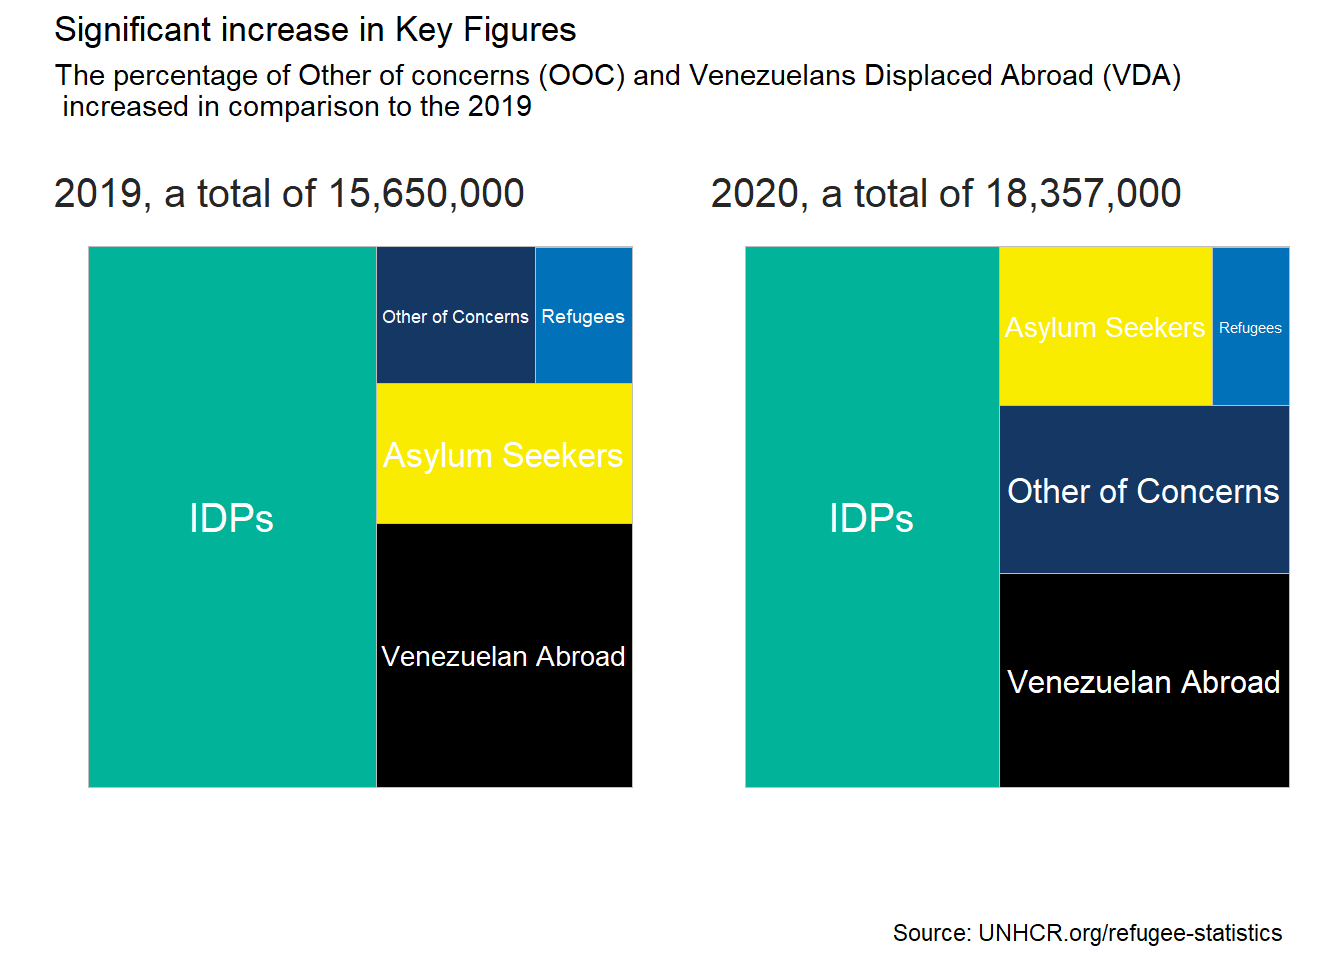 Significant increase in Key Figures
The percentage of Other of concerns (OOC) and Venezuelans Displaced Abroad (VDA)
increased in comparison to the 2019
2019, a total of 15,650,000
Other of Concerns
Refugees
Asylum Seekers
IDPs
Venezuelan Abroad
2020, a total of 18,357,000
Asylum Seekers
Refugees
Other of Concerns
IDPs
Venezuelan Abroad
Source: UNHCR.org/refugee-statistics